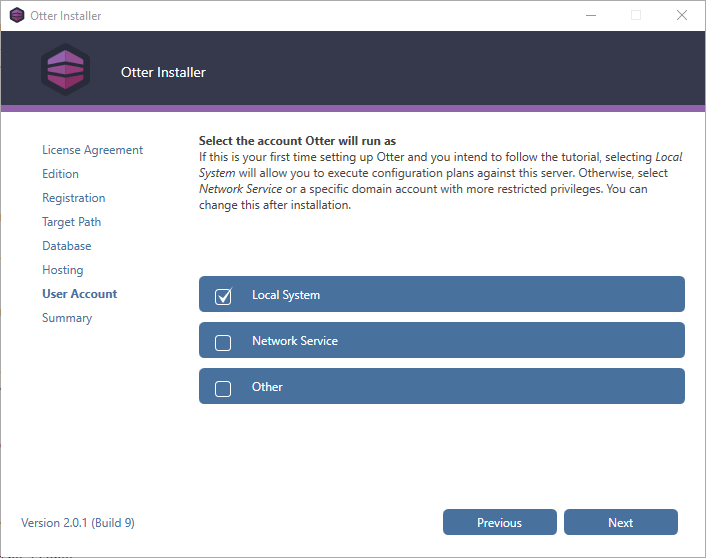 Otter Installer
Otter Installer
License Agreement
Edition
Registration
Target Path
Database
Hosting
User Account
Summary
Select the account Otter will run as
If this is your first time setting up Otter and you intend to follow the tutorial, selecting Local
System will allow you to execute configuration plans against this server. Otherwise, select
Network Service or a specific domain account with more restricted privileges. You can
change this after installation.
Local System
Network Service
Other
Version 2.0.1 (Build 9)
Previous
Next